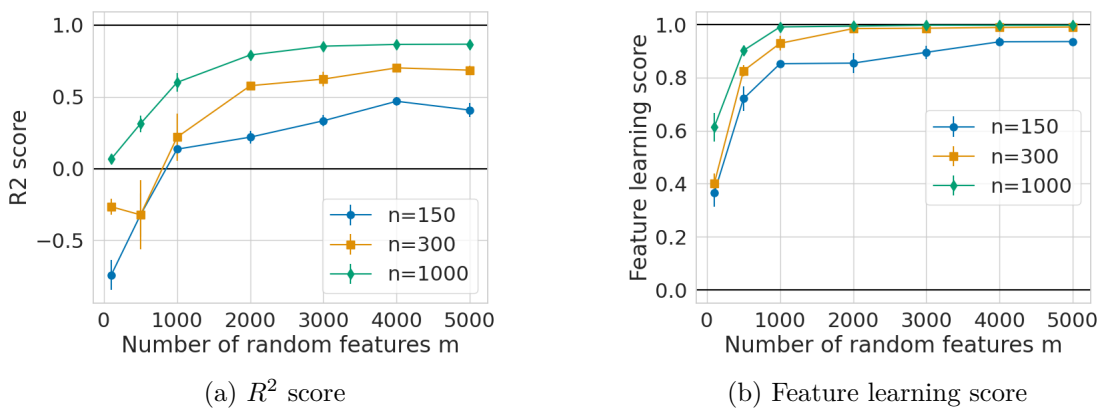 1.0
0.5
0.0
−0.5
R2 score
n=150
n=300
n=1000
0 1000 2000 3000 4000 5000
Number of random features m
(a) R² score
1.0
0.8
0.6
0.4
0.2
0.0
Feature learning score
n=150
n=300
n=1000
0 1000 2000 3000 4000 5000
Number of random features m
(b) Feature learning score